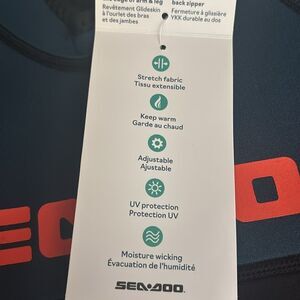 the edge of arm & leg
Revêtement Glideskin
à l'ourlet des bras
et des jambes
back zipper
Fermeture à glissière
YKK durable au dos
Stretch fabric
Tissu extensible
Keep warm
Garde au chaud
Adjustable
Ajustable
UV protection
Protection UV
Moisture wicking
Évacuation de l'humidité
SEA-DOO